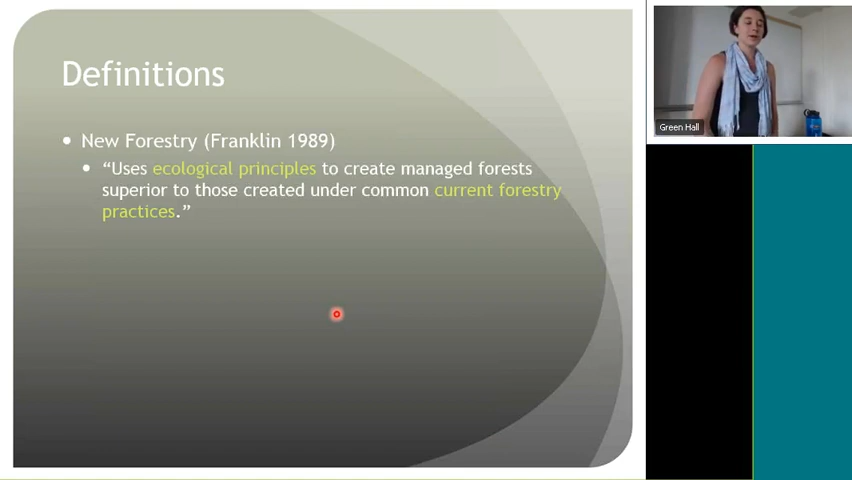 Definitions
New Forestry (Franklin 1989)
“Uses ecological principles to create managed forests
superior to those created under common current forestry
practices.”
Green Hall